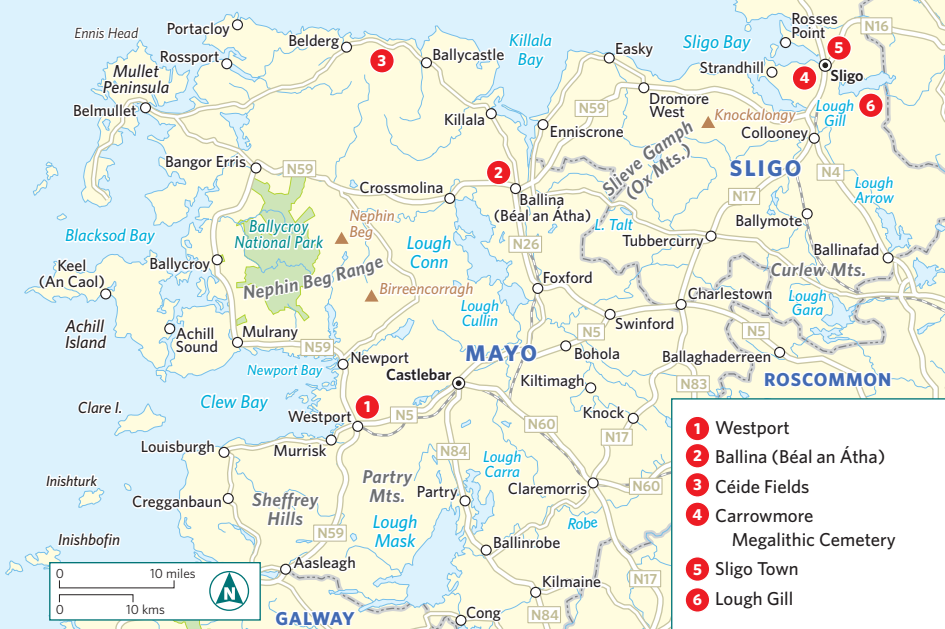 Ennis Head
Portacloy
Belderg
Rossport
3
Ballycastle
Killala
Bay
Easky
Sligo Bay
Rosses
Point
N16
5
Strandhill
4
Sligo
6
Mullet
Peninsula
Belmullet
Killala
N59
Enniscrone
Dromore
West
Knockalongy
Lough
Gill
Collooney
Slieve Gamph
(Ox Mts.)
SLIGO
N4
N17
Lough
Arrow
Bangor Erris
N59
Crossmolina
2
Ballina
(Béal an Átha)
L. Talt
Tubbercurry
Ballymote
Ballinafad
Curlew Mts.
Blacksod Bay
Ballycroy
National Park
Nephin
Beg
Lough
Conn
N26
Keel
(An Caol)
Ballycroy
Nephin Beg Range
Birreencorragh
Foxford
Charlestown
Lough
Gara
Achill
Island
Achill
Sound
Mulrany
N59
Newport
Lough
Cullin
Swinford
N5
N5
Newport Bay
MAYO
Bohola
Ballaghaderreen
ROSCOMMON
Castlebar
Kiltimagh
N83
Clare I.
Clew Bay
1
Westport
N5
Knock
N60
N17
Louisburgh
Murrisk
N84
Lough
Carra
Inishturk
Cregganbaun
Sheffrey
Hills
Partry
Mts.
Partry
Claremorris
N60
Lough
Mask
Robe
Inishbofin
N59
Ballinrobe
Aasleagh
Kilmaine
N17
GALWAY
Cong
N84
0 10 miles
0 10 kms
N
1 Westport
2 Ballina (Béal an Átha)
3 Céide Fields
4 Carrowmore
Megalithic Cemetery
5 Sligo Town
6 Lough Gill